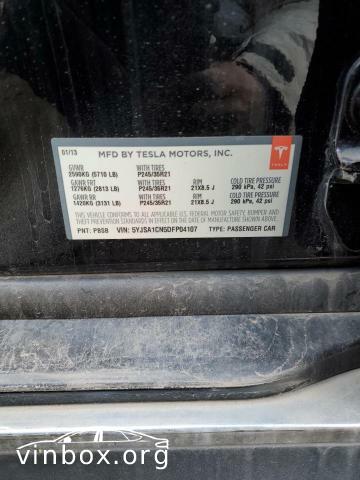 01/13
MFD BY TESLA MOTORS, INC.
GVWR
2590KG (5710 LB)
WITH TIRES
P245/35R21
GAWR FRT
1276KG (2813 LB)
WITH TIRES
P245/35R21
RIM
21X8.5 J
COLD TIRE PRESSURE
290 kPa, 42 psi
GAWR RR
1420KG (3131 LB)
WITH TIRES
P245/35R21
RIM
21X8.5 J
COLD TIRE PRESSURE
290 kPa, 42 psi
TESLA
THIS VEHICLE CONFORMS TO ALL APPLICABLE U.S. FEDERAL MOTOR VEHICLE SAFETY BUMPER AND
THEFT PREVENTION STANDARDS IN EFFECT ON THE DATE OF MANUFACTURE SHOWN ABOVE.
PNT: PBSB VIN: 5YJSA1CN5DFP04107 TYPE: PASSENGER CAR
vinbox.org